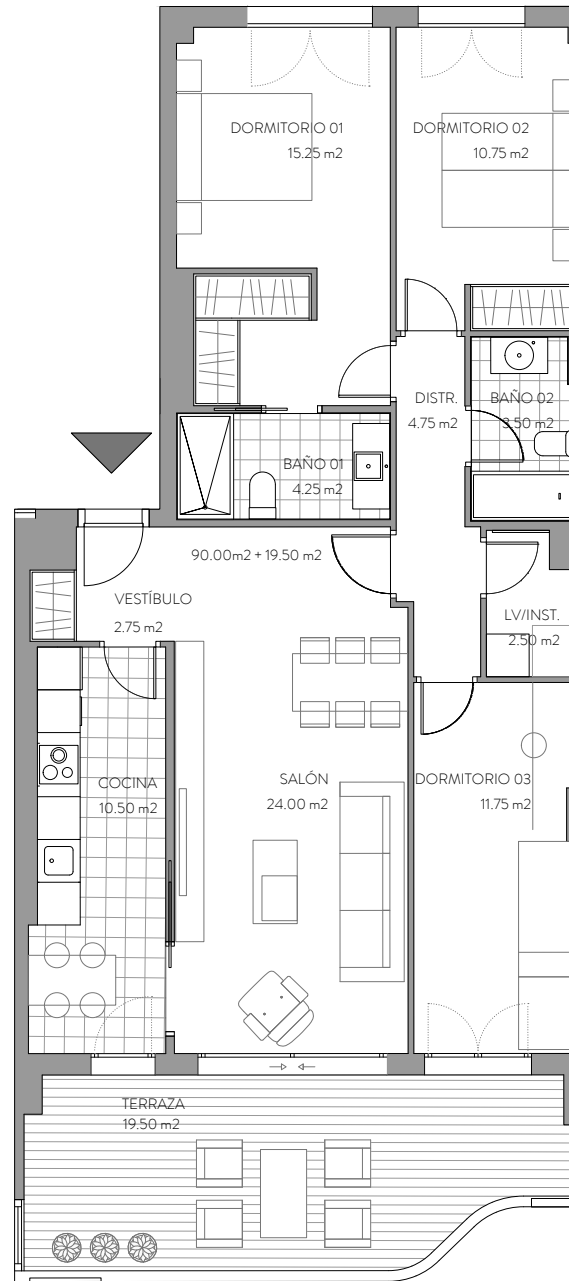 DORMITORIO 01
15.25 m2
DORMITORIO 02
10.75 m2
DISTR.
4.75 m2
BAÑO 02
3.50 m2
BAÑO 01
4.25 m2
90.00m2 + 19.50 m2
VESTÍBULO
2.75 m2
LV/INST.
2.50 m2
COCINA
10.50 m2
SALÓN
24.00 m2
DORMITORIO 03
11.75 m2
TERRAZA
19.50 m2